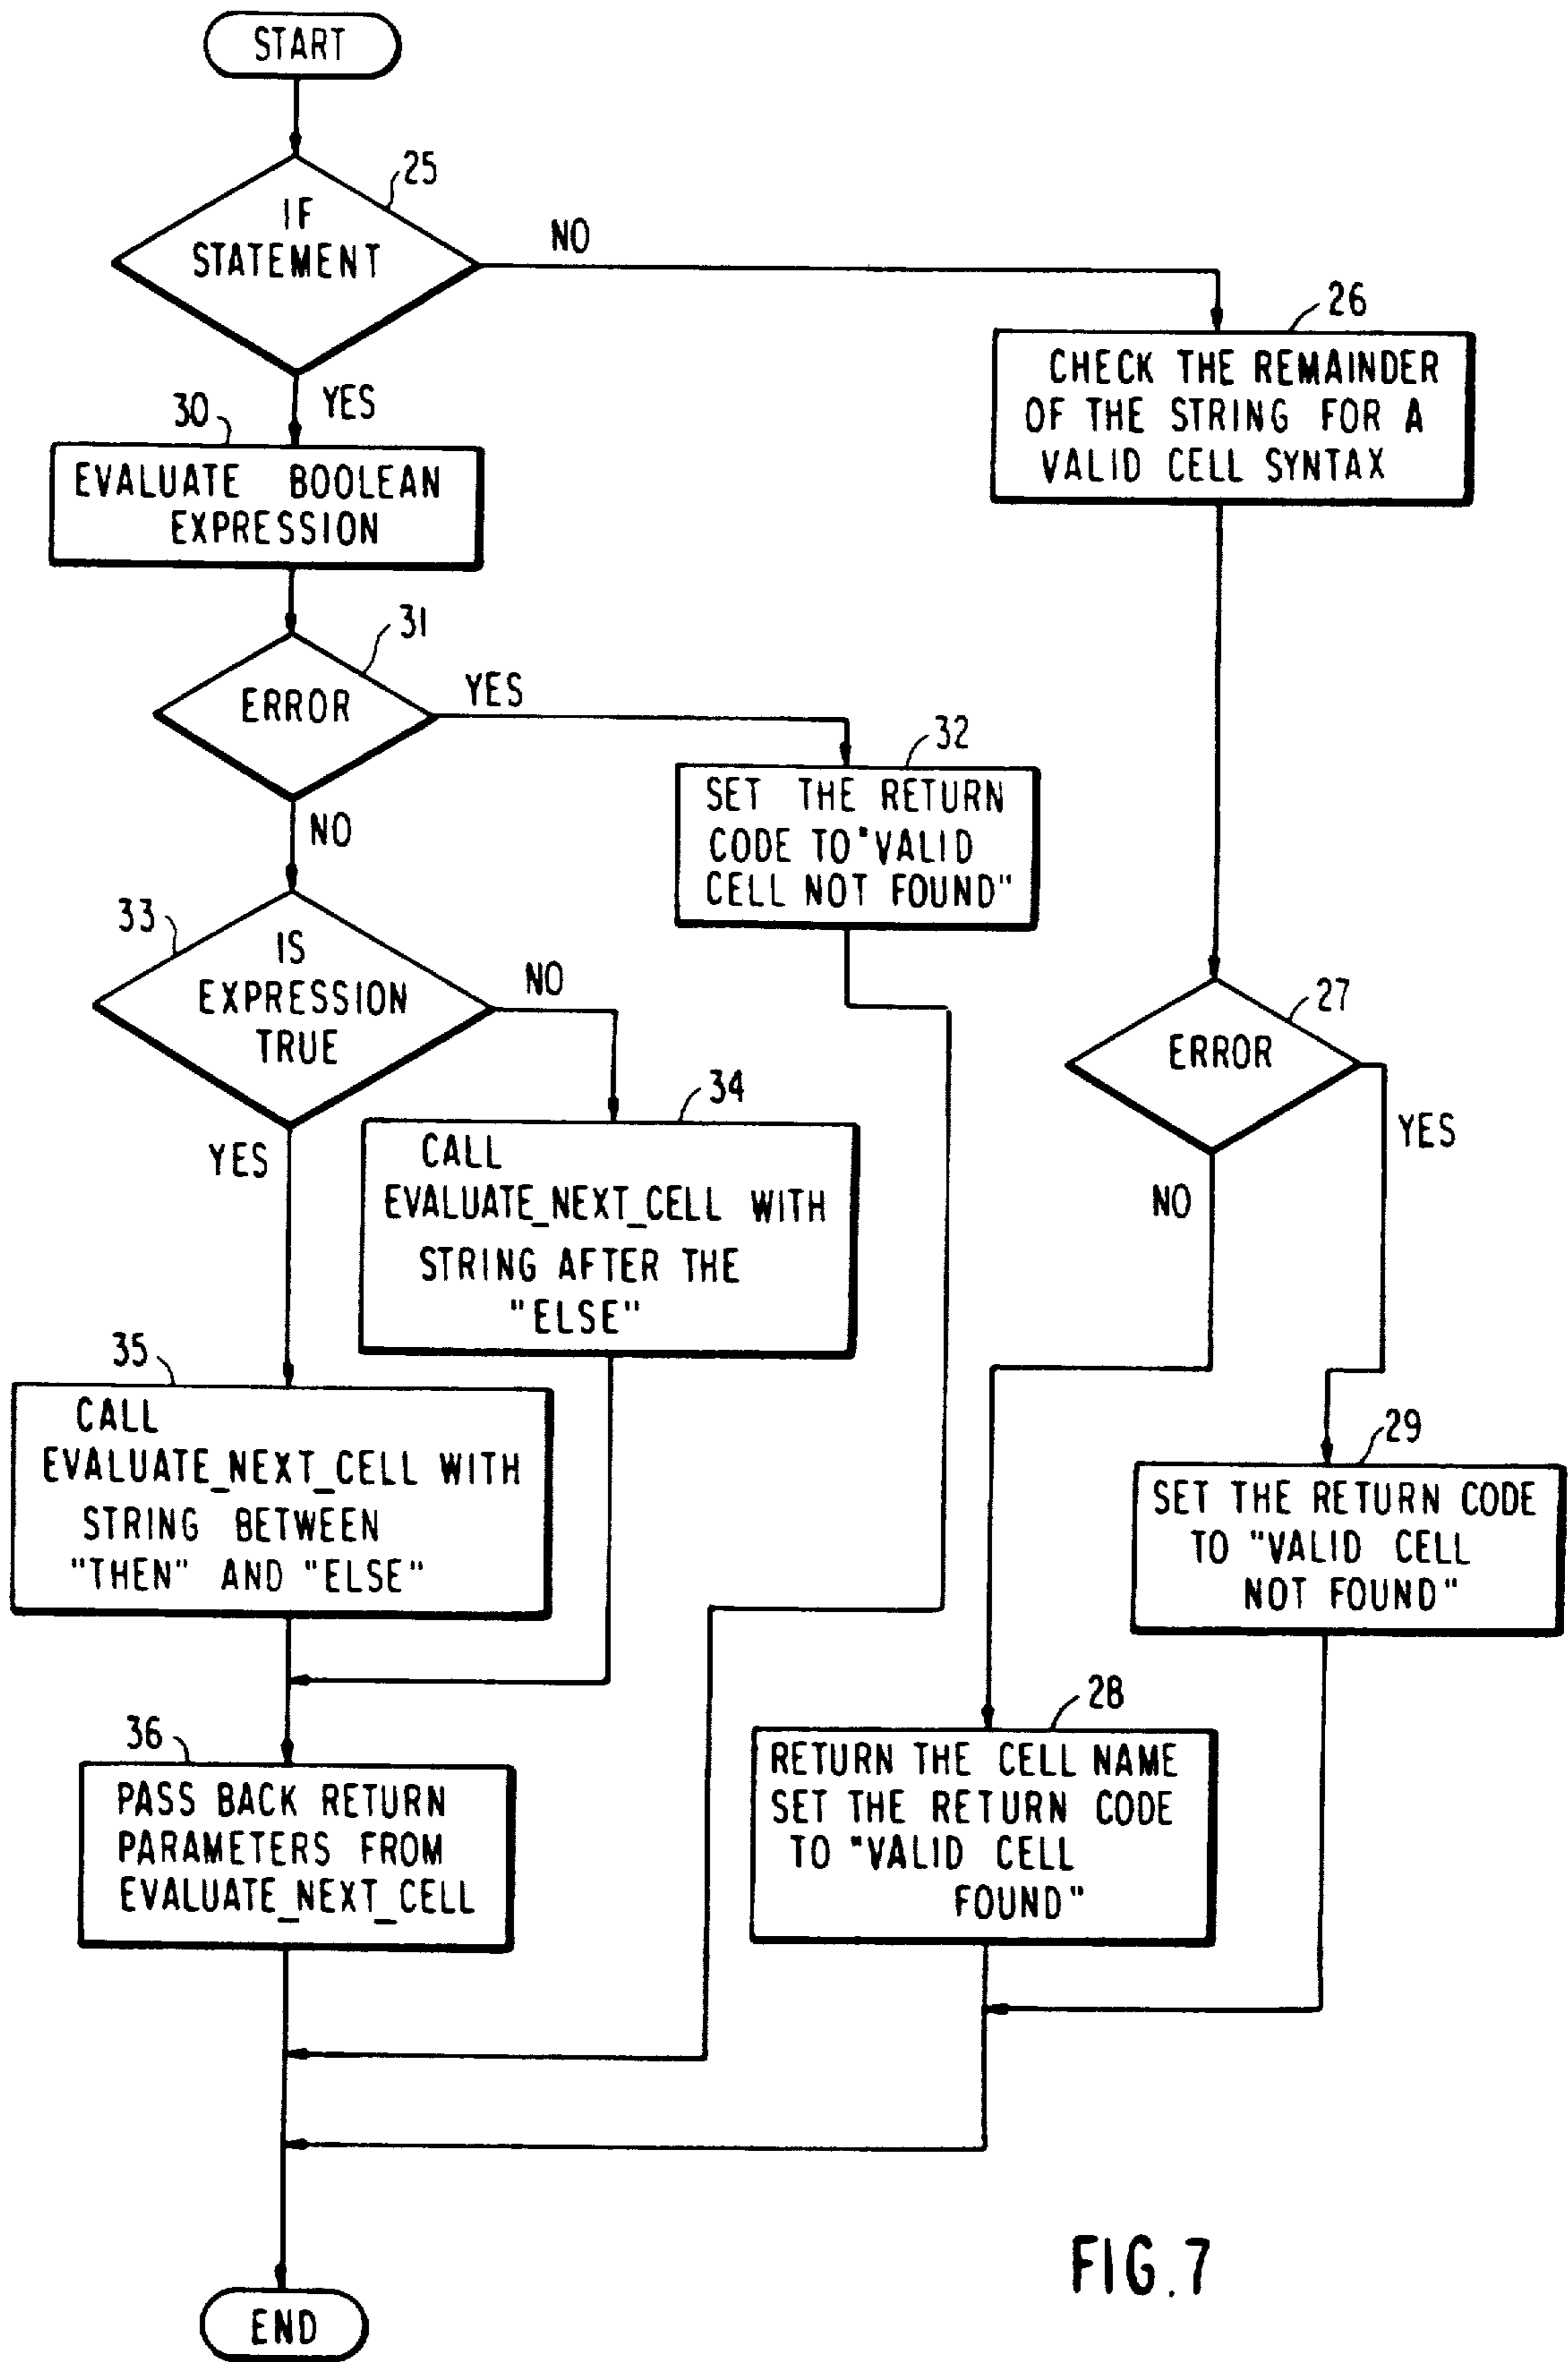 START
25
IF
STATEMENT
NO
YES
26
CHECK THE REMAINDER
OF THE STRING FOR A
VALID CELL SYNTAX
30
EVALUATE BOOLEAN
EXPRESSION
31
ERROR
YES
NO
32
SET THE RETURN
CODE TO "VALID
CELL NOT FOUND"
33
IS
EXPRESSION
TRUE
NO
YES
27
ERROR
YES
NO
34
CALL
EVALUATE_NEXT_CELL WITH
STRING AFTER THE
"ELSE"
35
CALL
EVALUATE_NEXT_CELL WITH
STRING BETWEEN
"THEN" AND "ELSE"
29
SET THE RETURN CODE
TO "VALID CELL
NOT FOUND"
36
PASS BACK RETURN
PARAMETERS FROM
EVALUATE_NEXT_CELL
28
RETURN THE CELL NAME
SET THE RETURN CODE
TO "VALID CELL
FOUND"
END
FIG.7